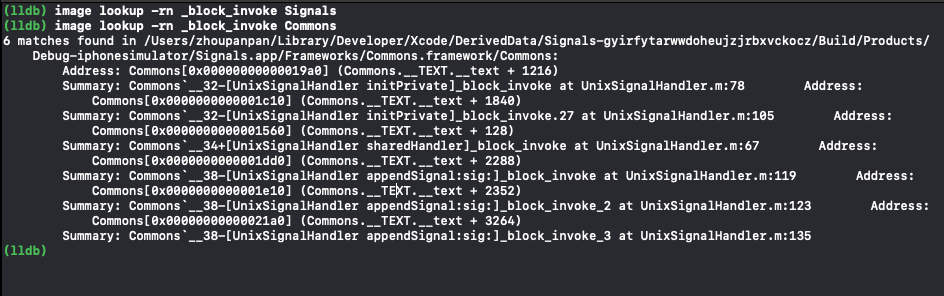 (lldb) image lookup -rn _block_invoke Signals
(lldb) image lookup -rn _block_invoke Commons
6 matches found in /Users/zhoupanpan/Library/Developer/Xcode/DerivedData/Signals-gyirfytarwwdoheujzjrbxvckocz/Build/Products/
Debug-iphonesimulator/Signals.app/Frameworks/Commons.framework/Commons:
Address: Commons[0x00000000000019a0] (Commons.__TEXT.__text + 1216)
Summary: Commons`__32-[UnixSignalHandler initPrivate]_block_invoke at UnixSignalHandler.m:78 Address:
Commons[0x0000000000001c10] (Commons.__TEXT.__text + 1840)
Summary: Commons`__32-[UnixSignalHandler initPrivate]_block_invoke.27 at UnixSignalHandler.m:105 Address:
Commons[0x0000000000001560] (Commons.__TEXT.__text + 128)
Summary: Commons`__34+[UnixSignalHandler sharedHandler]_block_invoke at UnixSignalHandler.m:67 Address:
Commons[0x0000000000001dd0] (Commons.__TEXT.__text + 2288)
Summary: Commons`__38-[UnixSignalHandler appendSignal:sig:]_block_invoke at UnixSignalHandler.m:119 Address:
Commons[0x0000000000001e10] (Commons.__TEXT.__text + 2352)
Summary: Commons`__38-[UnixSignalHandler appendSignal:sig:]_block_invoke_2 at UnixSignalHandler.m:123 Address:
Commons[0x00000000000021a0] (Commons.__TEXT.__text + 3264)
Summary: Commons`__38-[UnixSignalHandler appendSignal:sig:]_block_invoke_3 at UnixSignalHandler.m:135
(lldb)